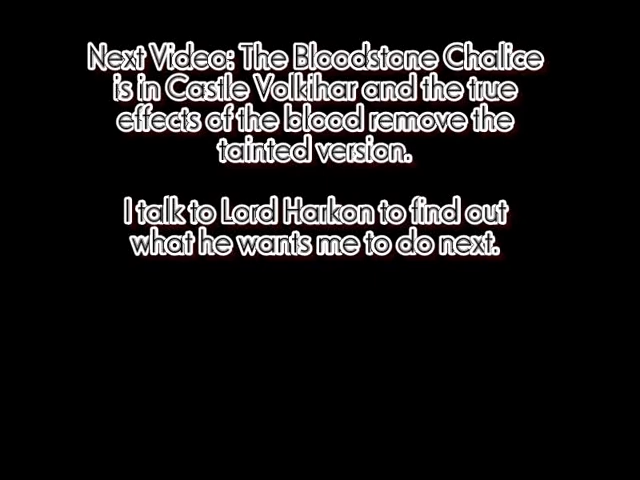 Next Video: The Bloodstone Chalice
is in Castle Volkihar and the true
effects of the blood remove the
tainted version.
I talk to Lord Harkon to find out
what he wants me to do next.